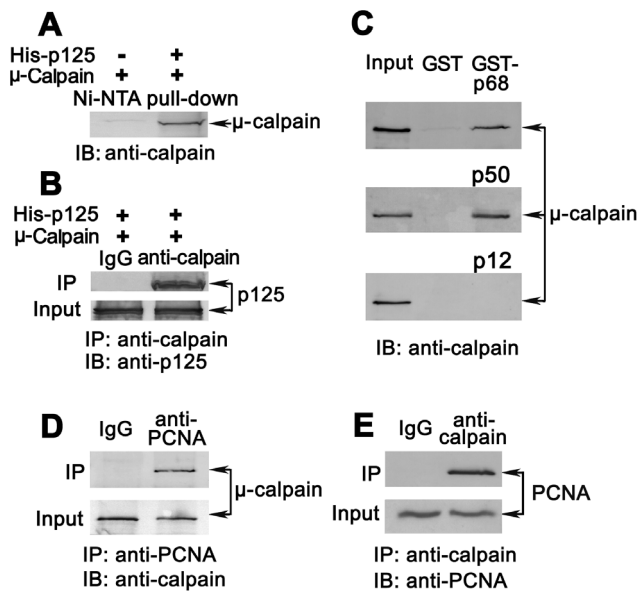 A
His-p125 - +
μ-Calpain + +
Ni-NTA pull-down
μ-calpain
IB: anti-calpain
B
His-p125 + +
μ-Calpain + +
IgG anti-calpain
IP
p125
Input
IP: anti-calpain
IB: anti-p125
C
Input GST GST-
p68
p50
μ-calpain
p12
IB: anti-calpain
D
IgG anti-
PCNA
IP
μ-calpain
Input
IP: anti-PCNA
IB: anti-calpain
E
IgG anti-
calpain
IP
PCNA
Input
IP: anti-calpain
IB: anti-PCNA